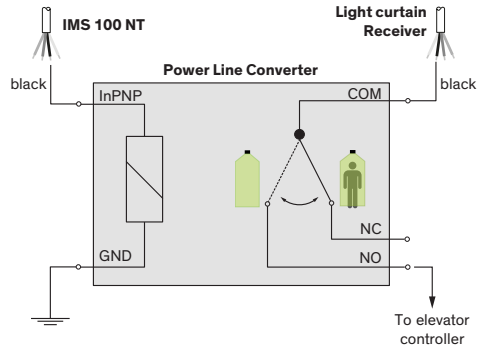 IMS 100 NT
Light curtain
Receiver
black
Power Line Converter
black
InPNP
COM
NC
GND
NO
To elevator
controller